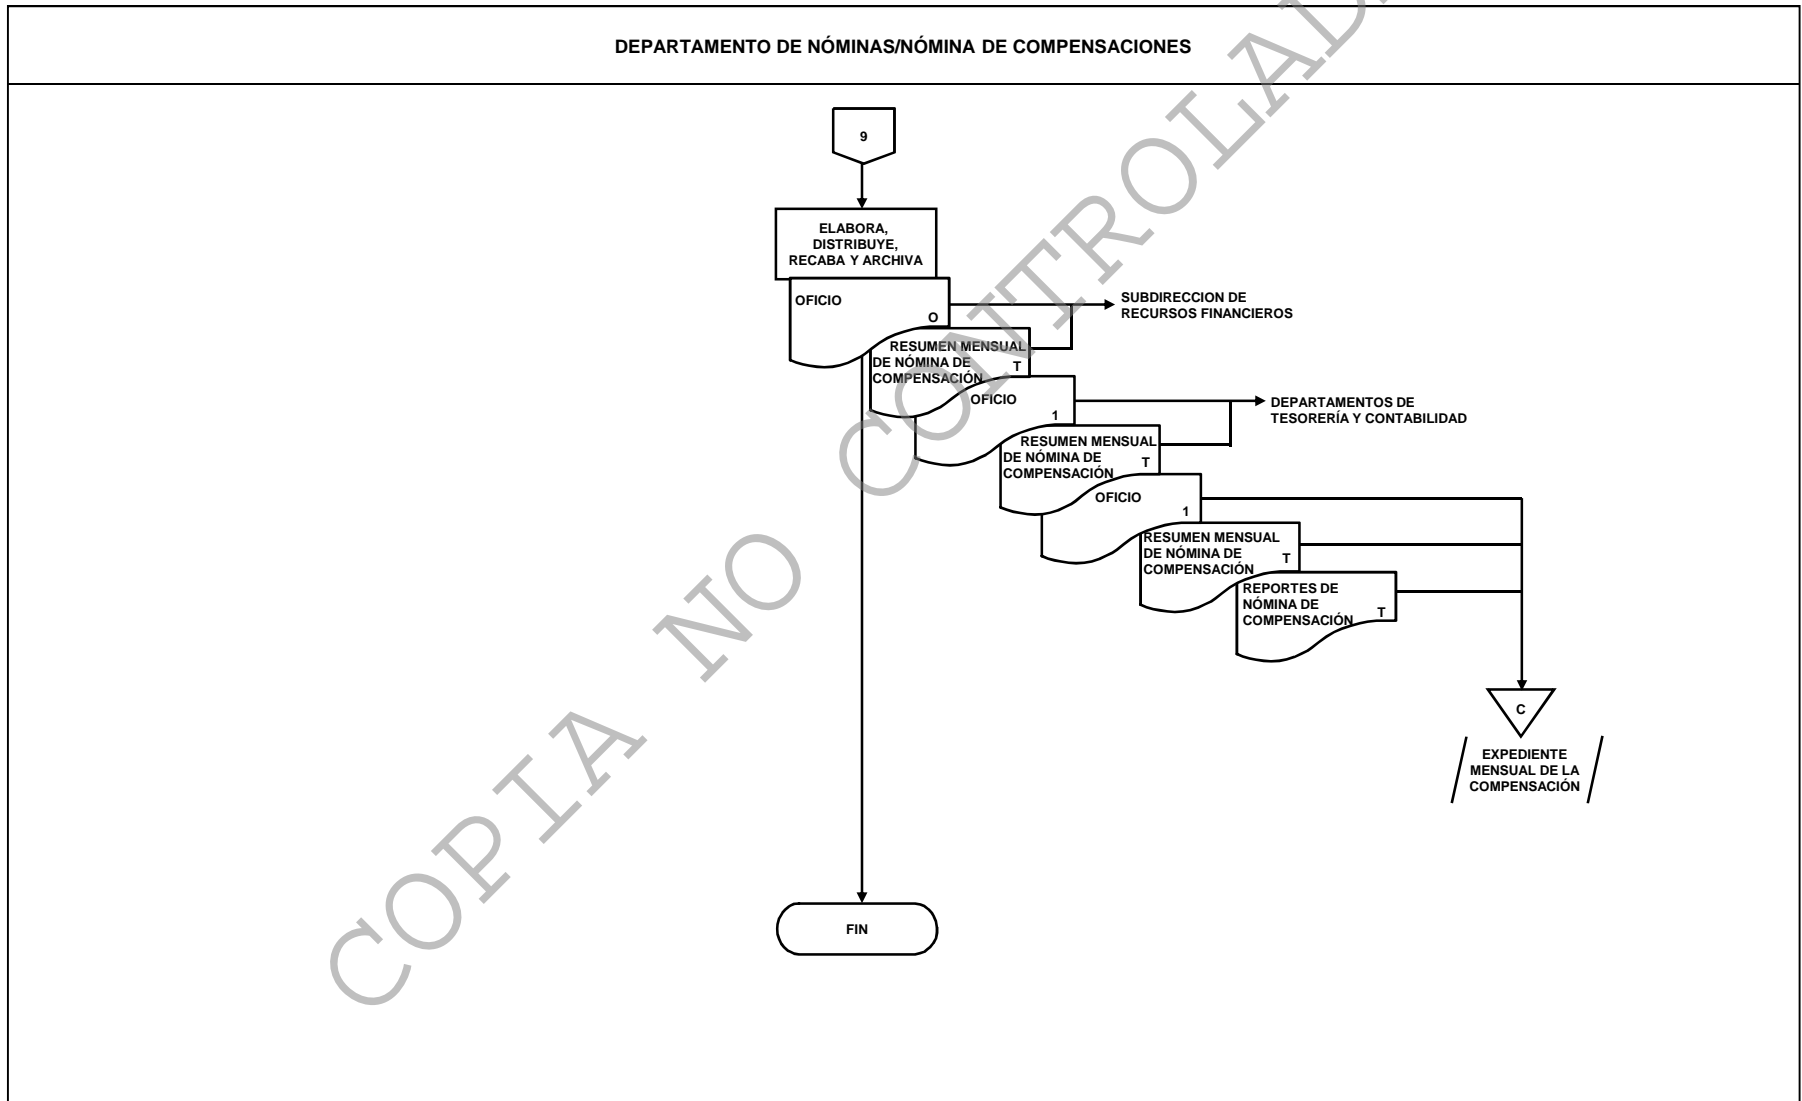 DEPARTAMENTO DE NÓMINAS/NÓMINA DE COMPENSACIONES
9
ELABORA,
DISTRIBUYE,
RECABA Y ARCHIVA
OFICIO
O
SUBDIRECCION DE
RECURSOS FINANCIEROS
RESUMEN MENSUAL
DE NÓMINA DE
COMPENSACIÓN
T
OFICIO
1
DEPARTAMENTOS DE
TESORERÍA Y CONTABILIDAD
RESUMEN MENSUAL
DE NÓMINA DE
COMPENSACIÓN
T
OFICIO
1
RESUMEN MENSUAL
DE NÓMINA DE
COMPENSACIÓN
T
REPORTES DE
NÓMINA DE
COMPENSACIÓN
T
C
EXPEDIENTE
MENSUAL DE LA
COMPENSACIÓN
FIN
COPIA NO CONTROLAD